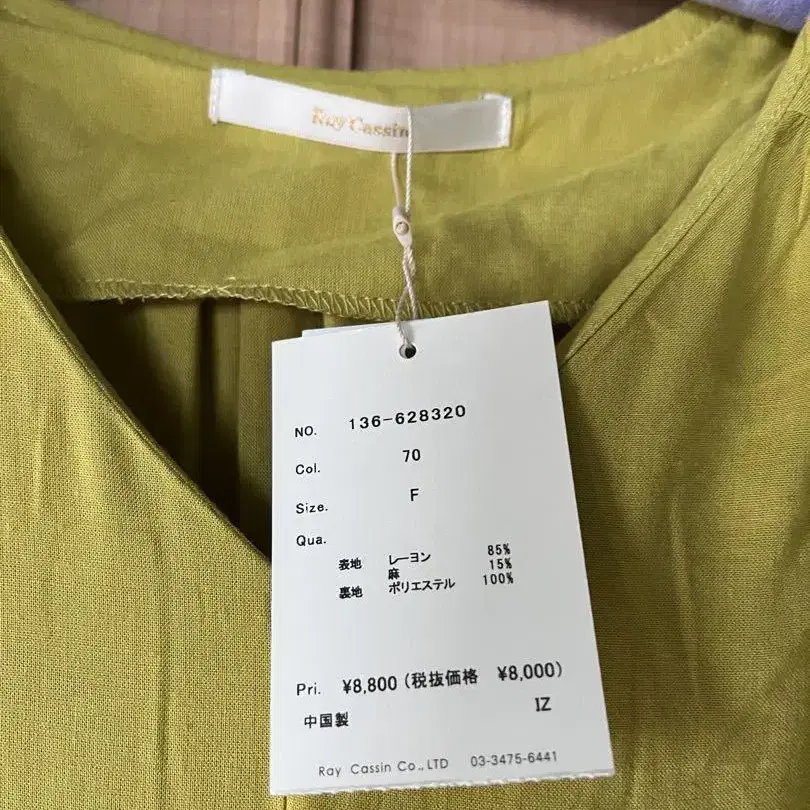 Ray Cassin
NO. 136-628320
Col. 70
Size. F
Qua.
表地 レーヨン 85%
麻 15%
裏地 ポリエステル 100%
Pri. ¥8,800 (税抜価格 ¥8,000)
中国製 IZ
Ray Cassin Co., LTD 03-3475-6441